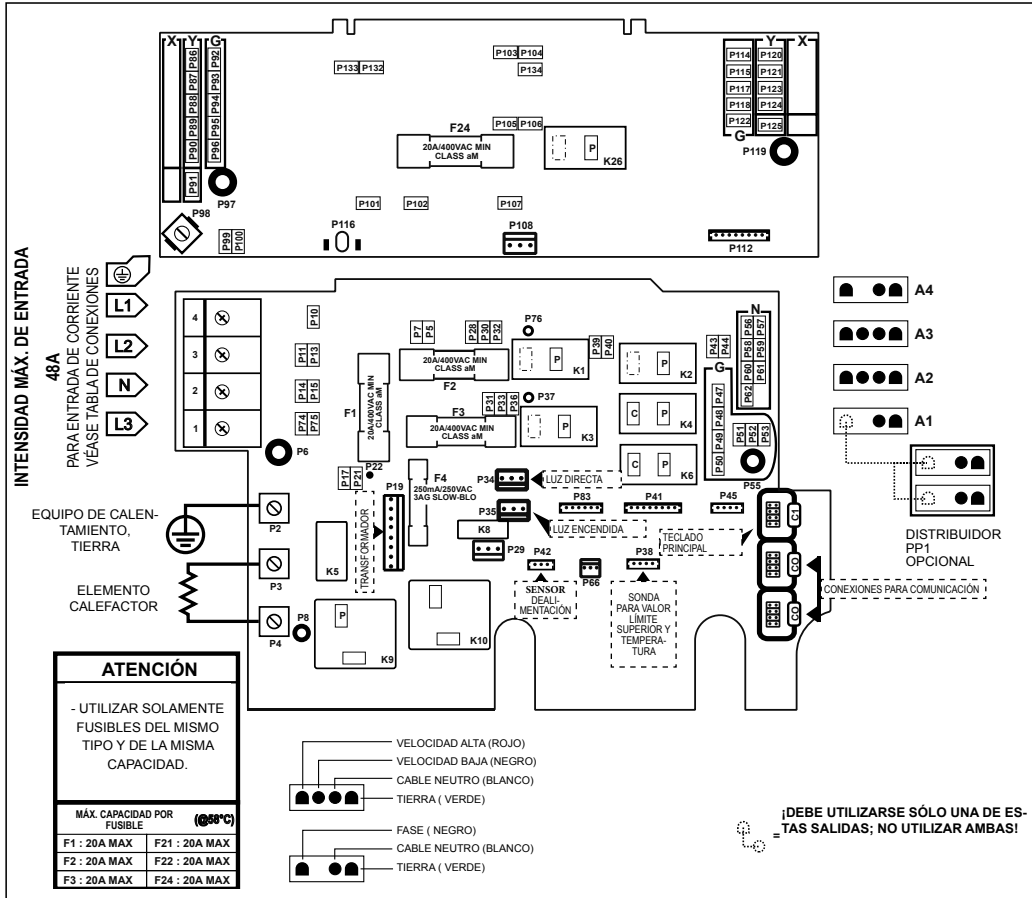 X Y G
P86 P87 P88 P89 P90 P91
P92 P93 P94 P95 P96
P97
P98
P99 P100
P133 P132
P103 P104
P134
F24
20A/400VAC MIN
CLASS aM
P105 P106
P
K26
P101
P102
P107
P116
P108
P112
Y X
P114 P120
P115 P121
P117 P123
P118 P124
P122 P125
G
P119
INTENSIDAD MÁX. DE ENTRADA
48A
PARA ENTRADA DE CORRIENTE
VÉASE TABLA DE CONEXIONES
L1
L2
N
L3
4
3
2
1
P10
P11 P13
P14 P15
P74 P75
P6
F1
20A/400VAC MIN
CLASS aM
P7 P5
P28 P30 P32
P76
20A/400VAC MIN
CLASS aM
F2
P
K1
P39 P40
P
K2
P31 P33 P36
P37
F3
20A/400VAC MIN
CLASS aM
P
K3
C P
K4
C P
K6
P43 P44
G
P47 P48 P49 P50
N
P56 P57
P58 P59
P60 P61
P62
P51 P52 P53
P55
P17 P21
P22
P19
TRANSFORMADOR
F4
250mA/250VAC
3AG SLOW-BLO
P34
LUZ DIRECTA
P35
LUZ ENCENDIDA
K8
P29
P83
P41
P45
P42
SENSOR
DEALI-
MENTACIÓN
P66
P38
SONDA
PARA VALOR
LÍMITE
SUPERIOR Y
TEMPERA-
TURA
TECLADO
PRINCIPAL
C1
CO
CO
CONEXIONES PARA COMUNICACIÓN
K5
P
K9
K10
P8
P2
P3
P4
EQUIPO DE CALEN-
TAMIENTO,
TIERRA
ELEMENTO
CALEFACTOR
A4
A3
A2
A1
DISTRIBUIDOR
PP1
OPCIONAL
ATENCIÓN
- UTILIZAR SOLAMENTE
FUSIBLES DEL MISMO
TIPO Y DE LA MISMA
CAPACIDAD.
MÁX. CAPACIDAD POR
FUSIBLE (@58°C)
F1 : 20A MAX F21 : 20A MAX
F2 : 20A MAX F22 : 20A MAX
F3 : 20A MAX F24 : 20A MAX
VELOCIDAD ALTA (ROJO)
VELOCIDAD BAJA (NEGRO)
CABLE NEUTRO (BLANCO)
TIERRA ( VERDE)
FASE ( NEGRO)
CABLE NEUTRO (BLANCO)
TIERRA ( VERDE)
= ¡DEBE UTILIZARSE SÓLO UNA DE ES-
TAS SALIDAS; NO UTILIZAR AMBAS!